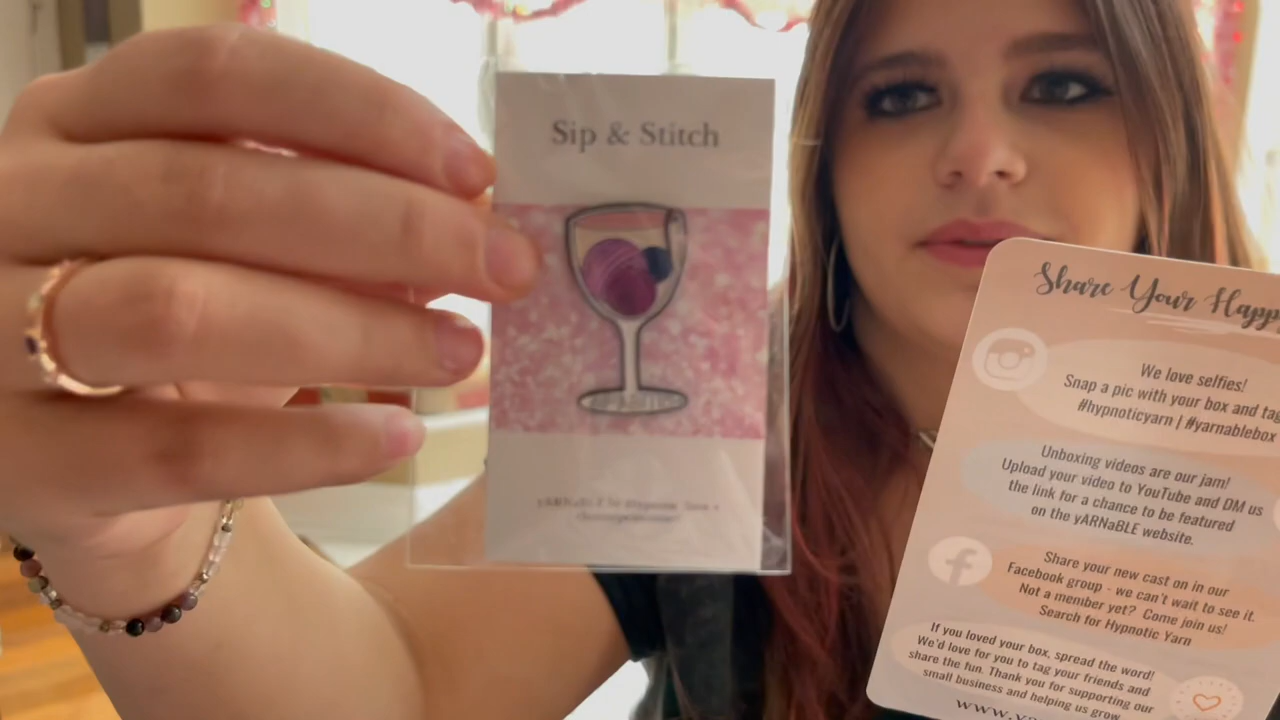 Sip & Stitch
Share Your Happ
We love selfies!
Snap a pic with your box and tag
#hypnoticyarn | #yarnablebox
Unboxing videos are our jam!
Upload your video to YouTube and DM us
the link for a chance to be featured
on the yARNaBLE website.
Share your new cast on in our
Facebook group - we can't wait to see it.
Not a member yet? Come join us!
Search for Hypnotic Yarn
If you loved your box, spread the word!
We'd love for you to tag your friends and
share the fun. Thank you for supporting our
small business and helping us grow